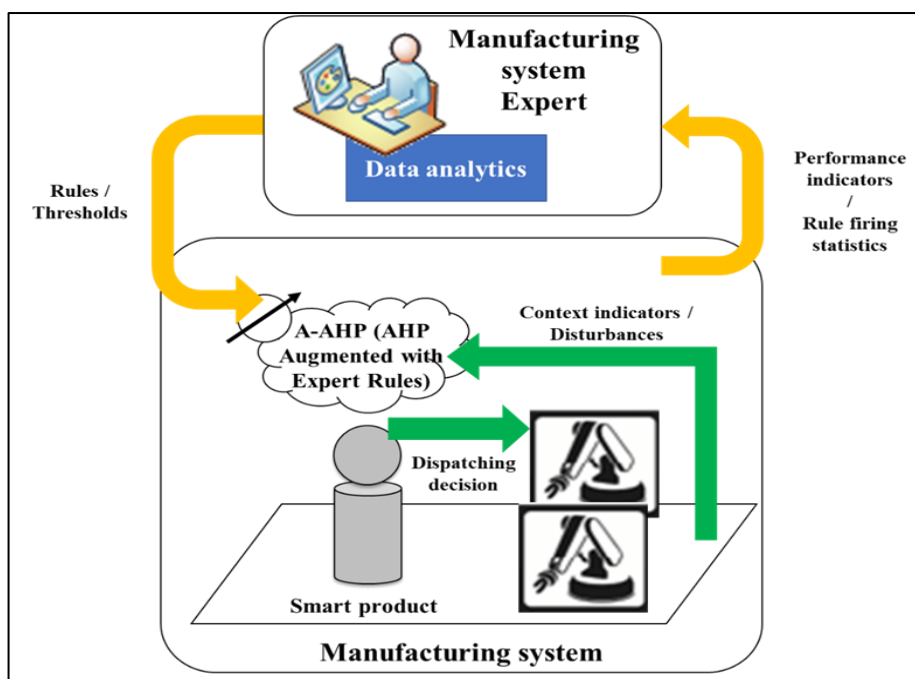 Manufacturing
system
Expert
Data analytics
Rules /
Thresholds
Performance
indicators
/
Rule firing
statistics
Context indicators /
Disturbances
A-AHP (AHP
Augmented with
Expert Rules)
Dispatching
decision
Smart product
Manufacturing system